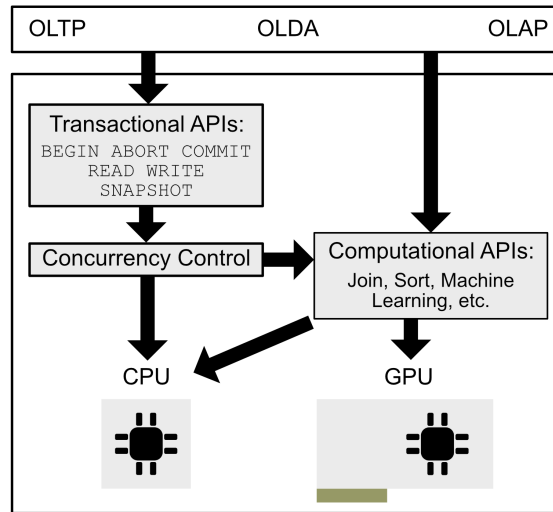 OLTP OLDA OLAP
Transactional APIs:
BEGIN ABORT COMMIT
READ WRITE
SNAPSHOT
Concurrency Control
Computational APIs:
Join, Sort, Machine
Learning, etc.
CPU GPU